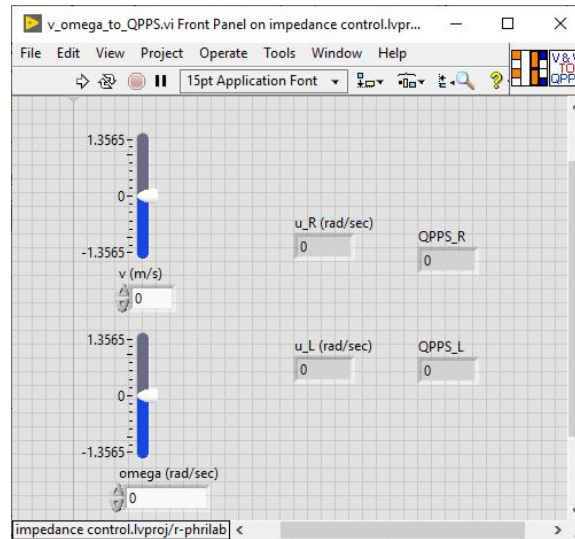 v_omega_to_QPPS.vi Front Panel on impedance control.lvpr...
File Edit View Project Operate Tools Window Help
15pt Application Font
V & 
TO
QPP
1.3565
0
-1.3565
v (m/s)
0
u_R (rad/sec)
0
QPPS_R
0
1.3565
0
-1.3565
omega (rad/sec)
0
u_L (rad/sec)
0
QPPS_L
0
impedance control.lvproj/r-phrilab